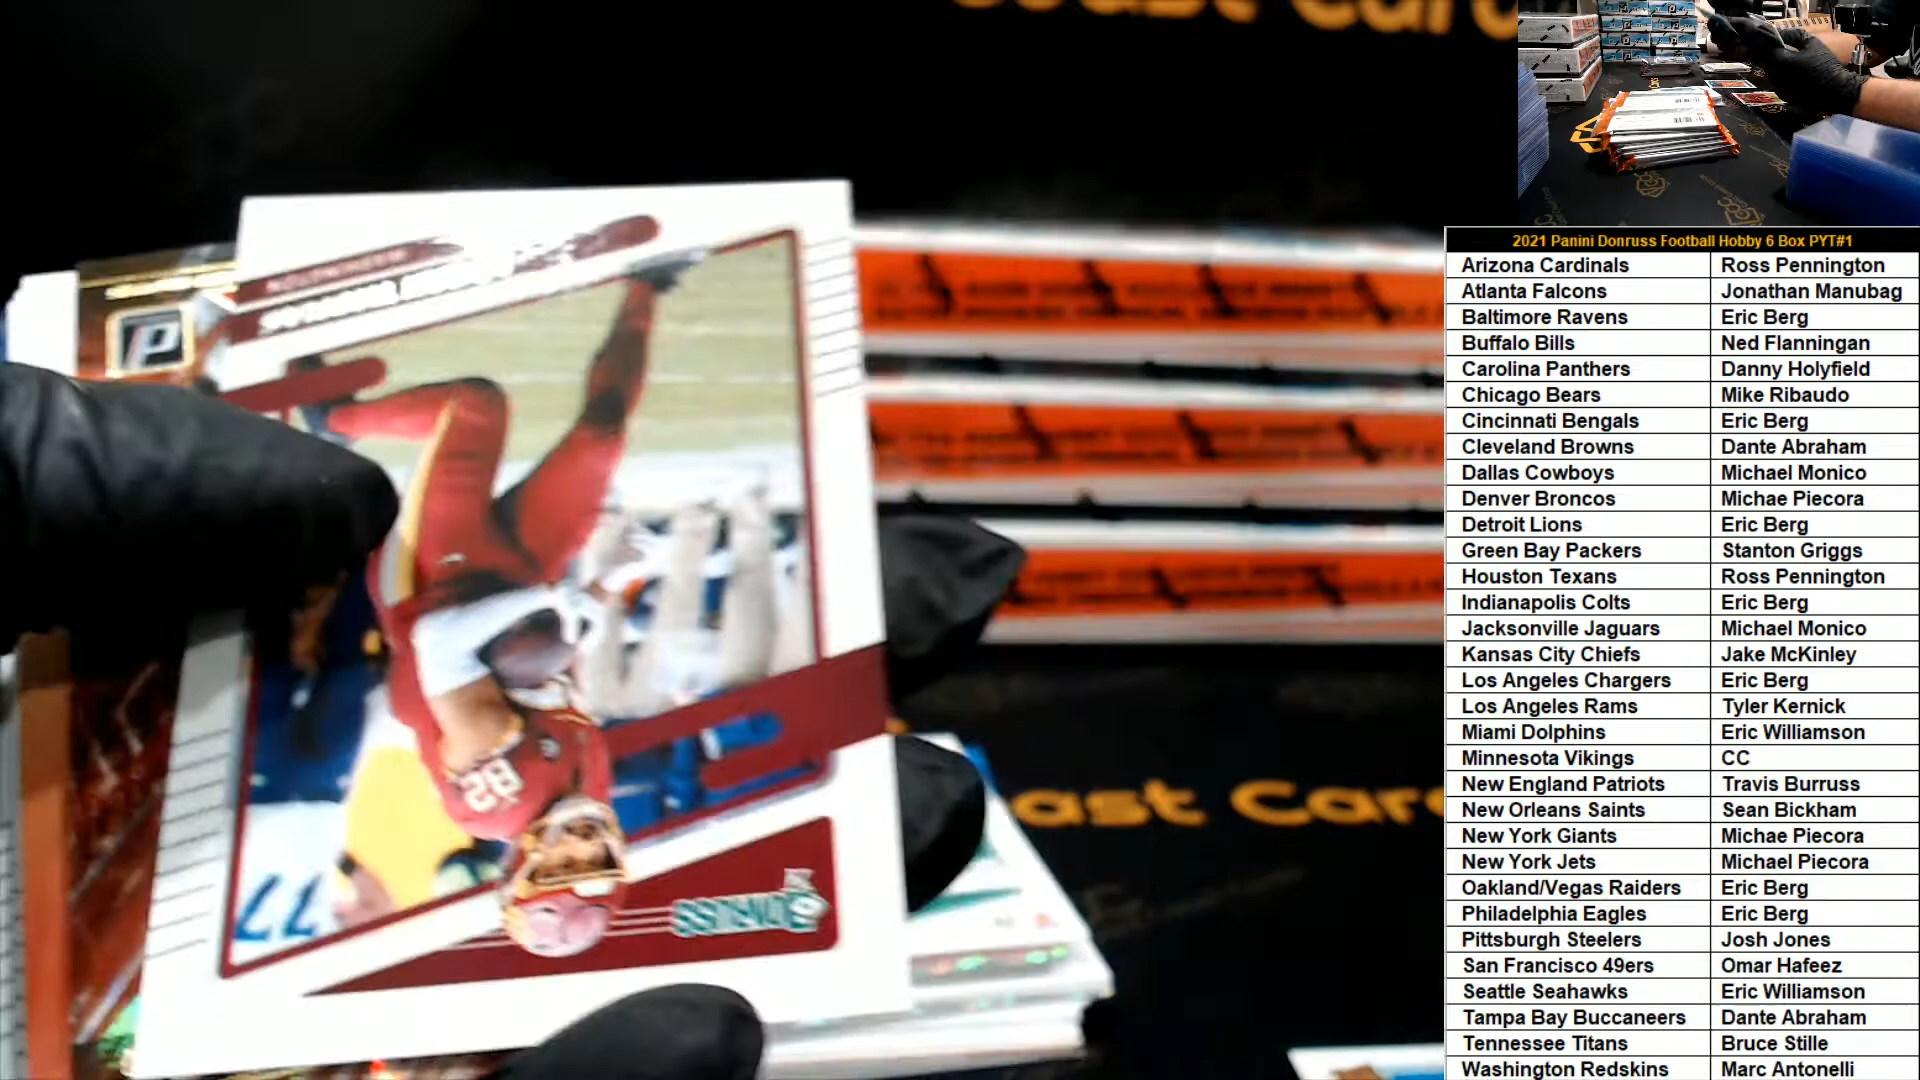 2021 Panini Donruss Football Hobby 6 Box PYT#1
Arizona Cardinals Ross Pennington
Atlanta Falcons Jonathan Manubag
Baltimore Ravens Eric Berg
Buffalo Bills Ned Flanningan
Carolina Panthers Danny Holyfield
Chicago Bears Mike Ribaudo
Cincinnati Bengals Eric Berg
Cleveland Browns Dante Abraham
Dallas Cowboys Michael Monico
Denver Broncos Michae Piecora
Detroit Lions Eric Berg
Green Bay Packers Stanton Griggs
Houston Texans Ross Pennington
Indianapolis Colts Eric Berg
Jacksonville Jaguars Michael Monico
Kansas City Chiefs Jake McKinley
Los Angeles Chargers Eric Berg
Los Angeles Rams Tyler Kernick
Miami Dolphins Eric Williamson
Minnesota Vikings CC
New England Patriots Travis Burruss
New Orleans Saints Sean Bickham
New York Giants Michae Piecora
New York Jets Michael Piecora
Oakland/Vegas Raiders Eric Berg
Philadelphia Eagles Eric Berg
Pittsburgh Steelers Josh Jones
San Francisco 49ers Omar Hafeez
Seattle Seahawks Eric Williamson
Tampa Bay Buccaneers Dante Abraham
Tennessee Titans Bruce Stille
Washington Redskins Marc Antonelli
P
82
77
DONRUSS
ast Car